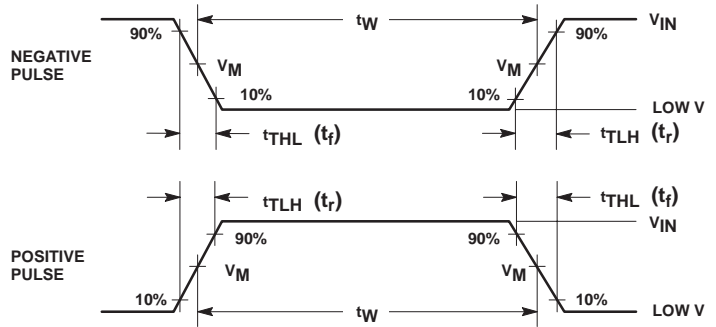 tW
VIN
90%
90%
NEGATIVE
PULSE
VM
VM
10%
10%
LOW V
tTHL (tf)
tTLH (tr)
tTLH (tr)
tTHL (tf)
VIN
90%
90%
POSITIVE
PULSE
VM
VM
10%
10%
tW
LOW V